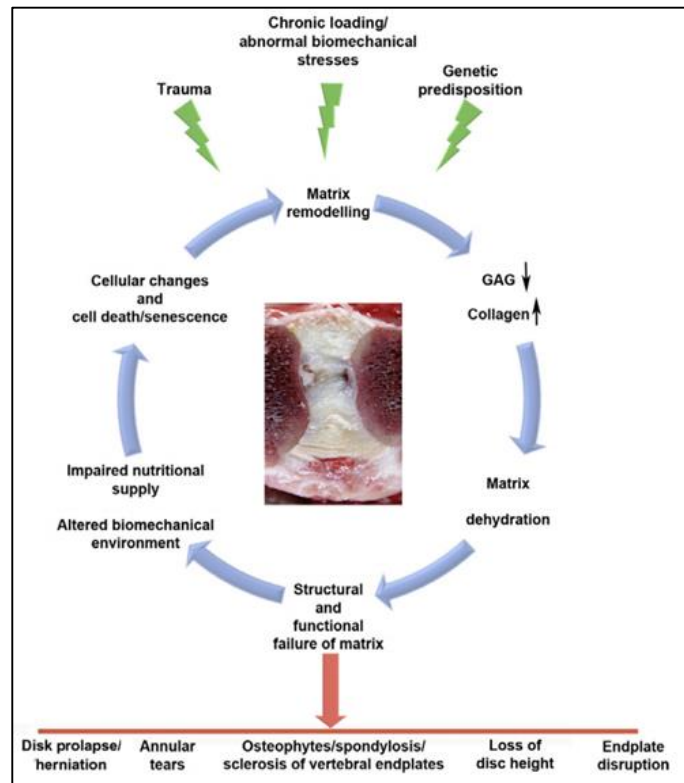 Chronic loading/
abnormal biomechanical
stresses
Trauma
Genetic
predisposition
Matrix
remodelling
GAG ↓
Collagen ↑
Matrix
dehydration
Structural
and
functional
failure of matrix
Impaired nutritional
supply
Altered biomechanical
environment
Cellular changes
and
cell death/senescence
Disk prolapse/
herniation
Annular
tears
Osteophytes/spondylosis/
sclerosis of vertebral endplates
Loss of
disc height
Endplate
disruption